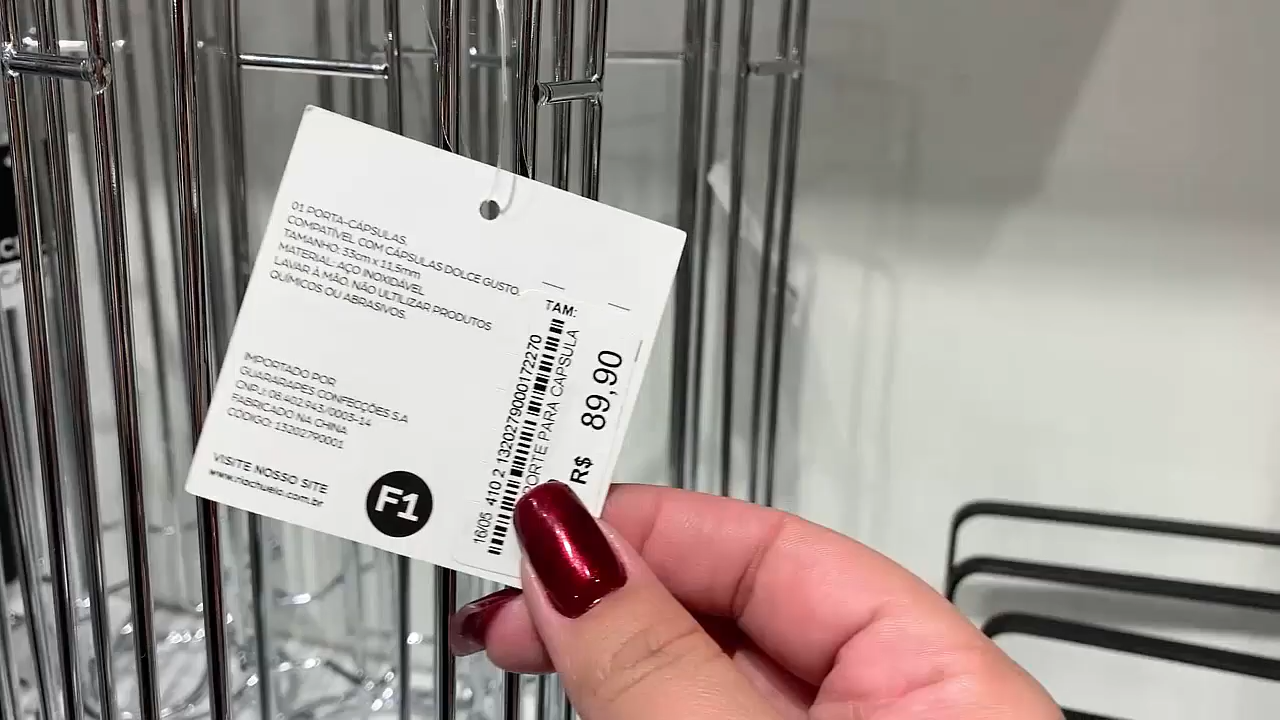 01 PORTA-CÁPSULAS.
COMPATÍVEL COM CÁPSULAS DOLCE GUSTO.
TAMANHO: 33cm x 11,5mm
MATERIAL: AÇO INOXIDÁVEL
LAVAR À MÃO, NÃO ULTILIZAR PRODUTOS
QUÍMICOS OU ABRASIVOS.
IMPORTADO POR
GUARARAPES CONFECÇÕES S.A
CNPJ: 08.402.943/0003-14
FABRICADO NA CHINA
CÓDIGO: 13202790001
VISITE NOSSO SITE
www.riachuelo.com.br
F1
TAM:
16/05 410 2 1320279000172270
PORTE PARA CAPSULA
R$ 89,90